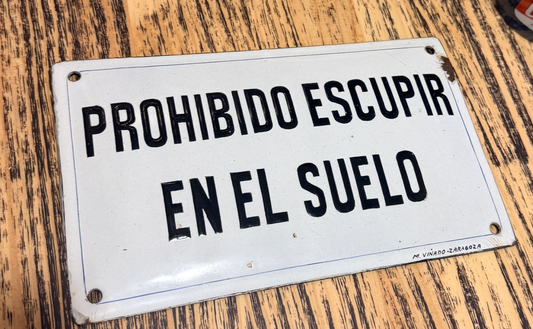 PROHIBIDO ESCUPIR
EN EL SUELO
M. VIÑADO-ZARAGOZA